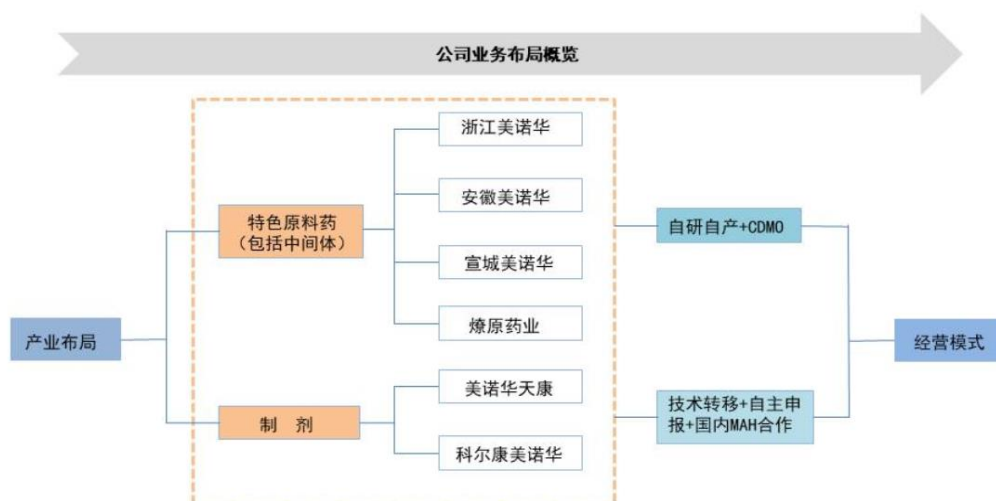 公司业务布局概览
浙江美诺华
安徽美诺华
特色原料药
（包括中间体）
自研自产+CDMO
宣城美诺华
燎原药业
产业布局
经营模式
美诺华天康
制 剂
技术转移+自主申
报+国内MAH合作
科尔康美诺华